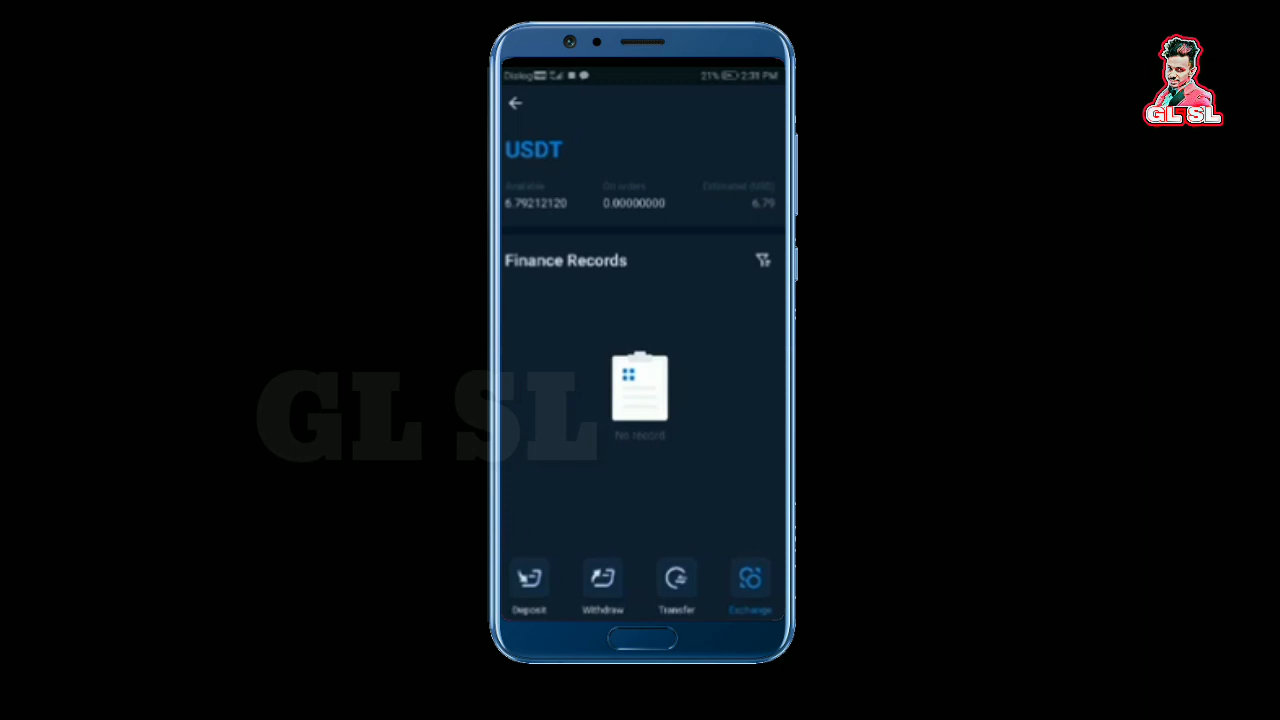 GL SL
Dialog
21% 2:31 PM
USDT
Available On orders Estimated (USD)
6.79212120 0.00000000 6.79
Finance Records
GL SL
No record
Deposit Withdraw Transfer Exchange